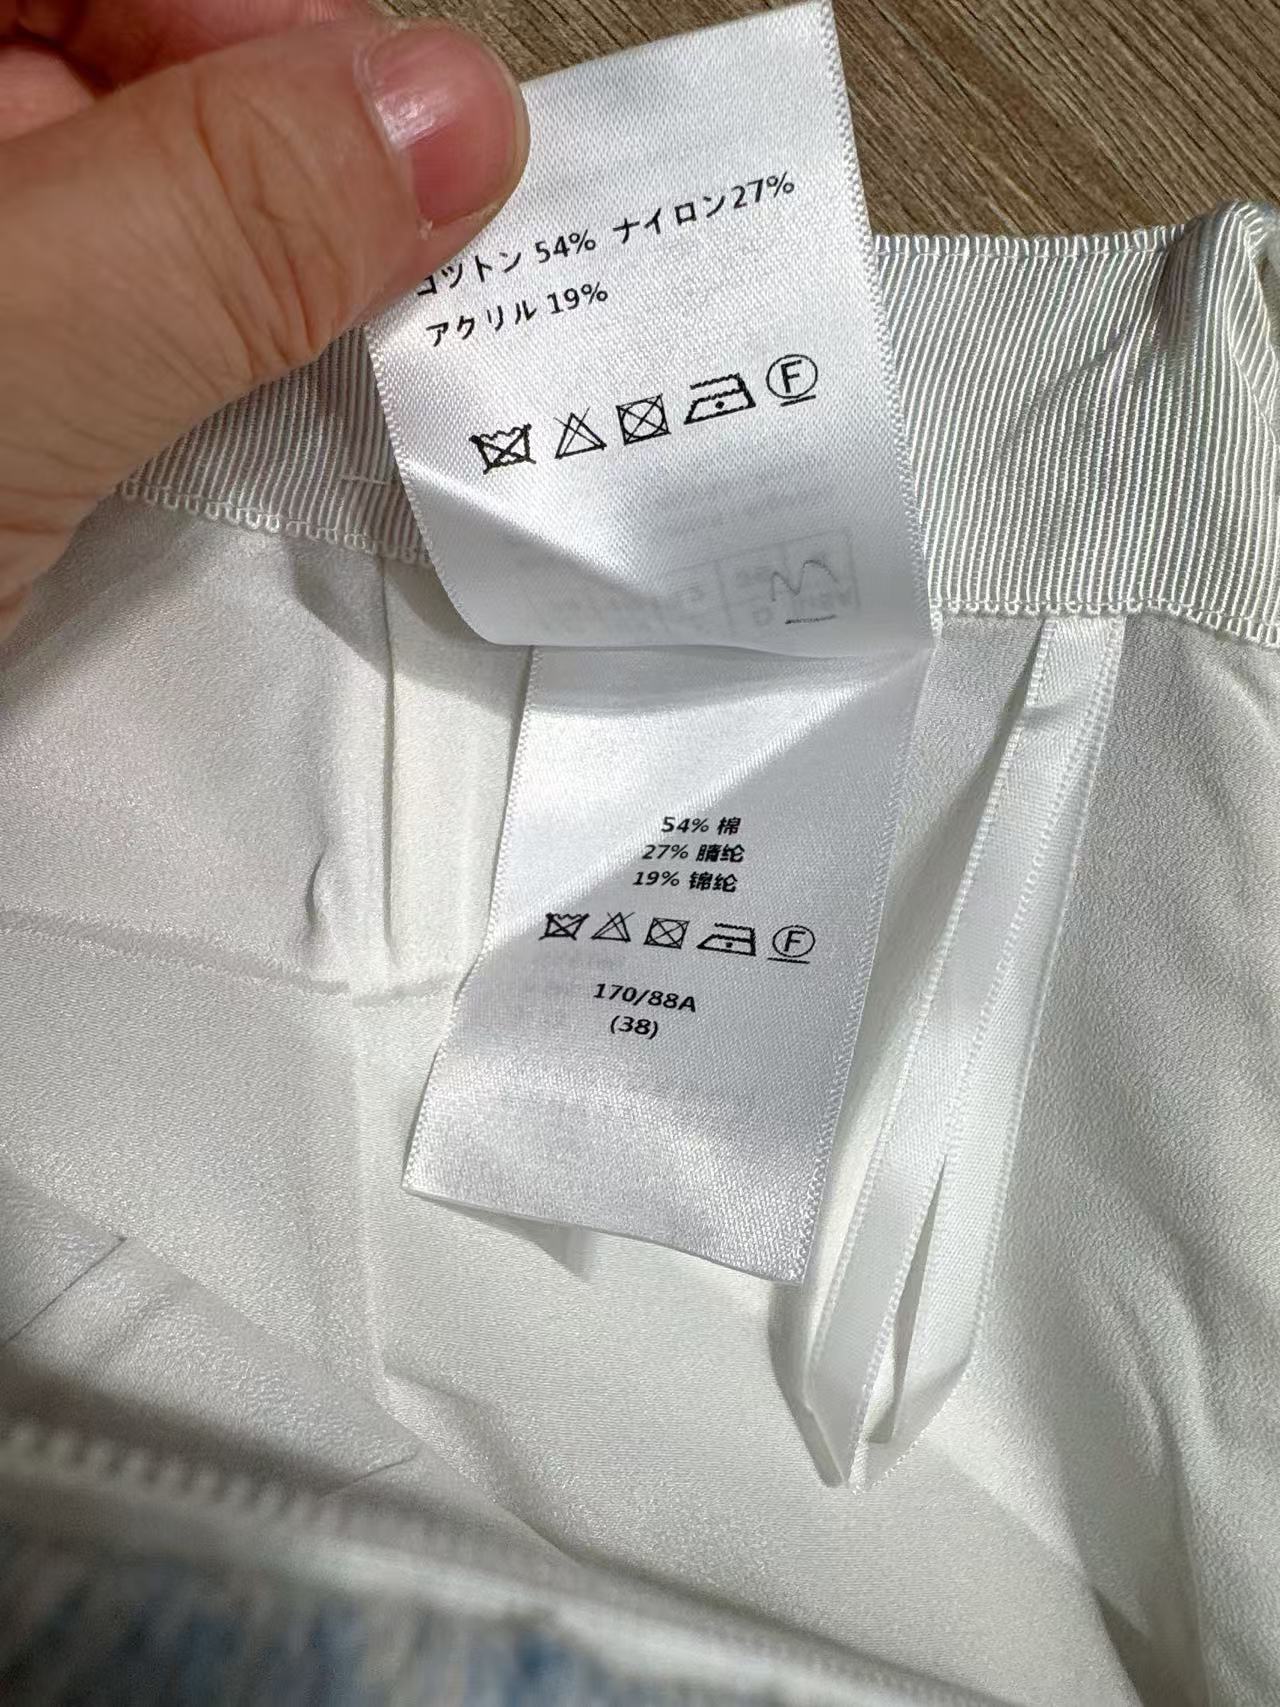 コットン 54% ナイロン27%
アクリル 19%
F
54% 棉
27% 腈纶
19% 锦纶
F
170/88A
(38)